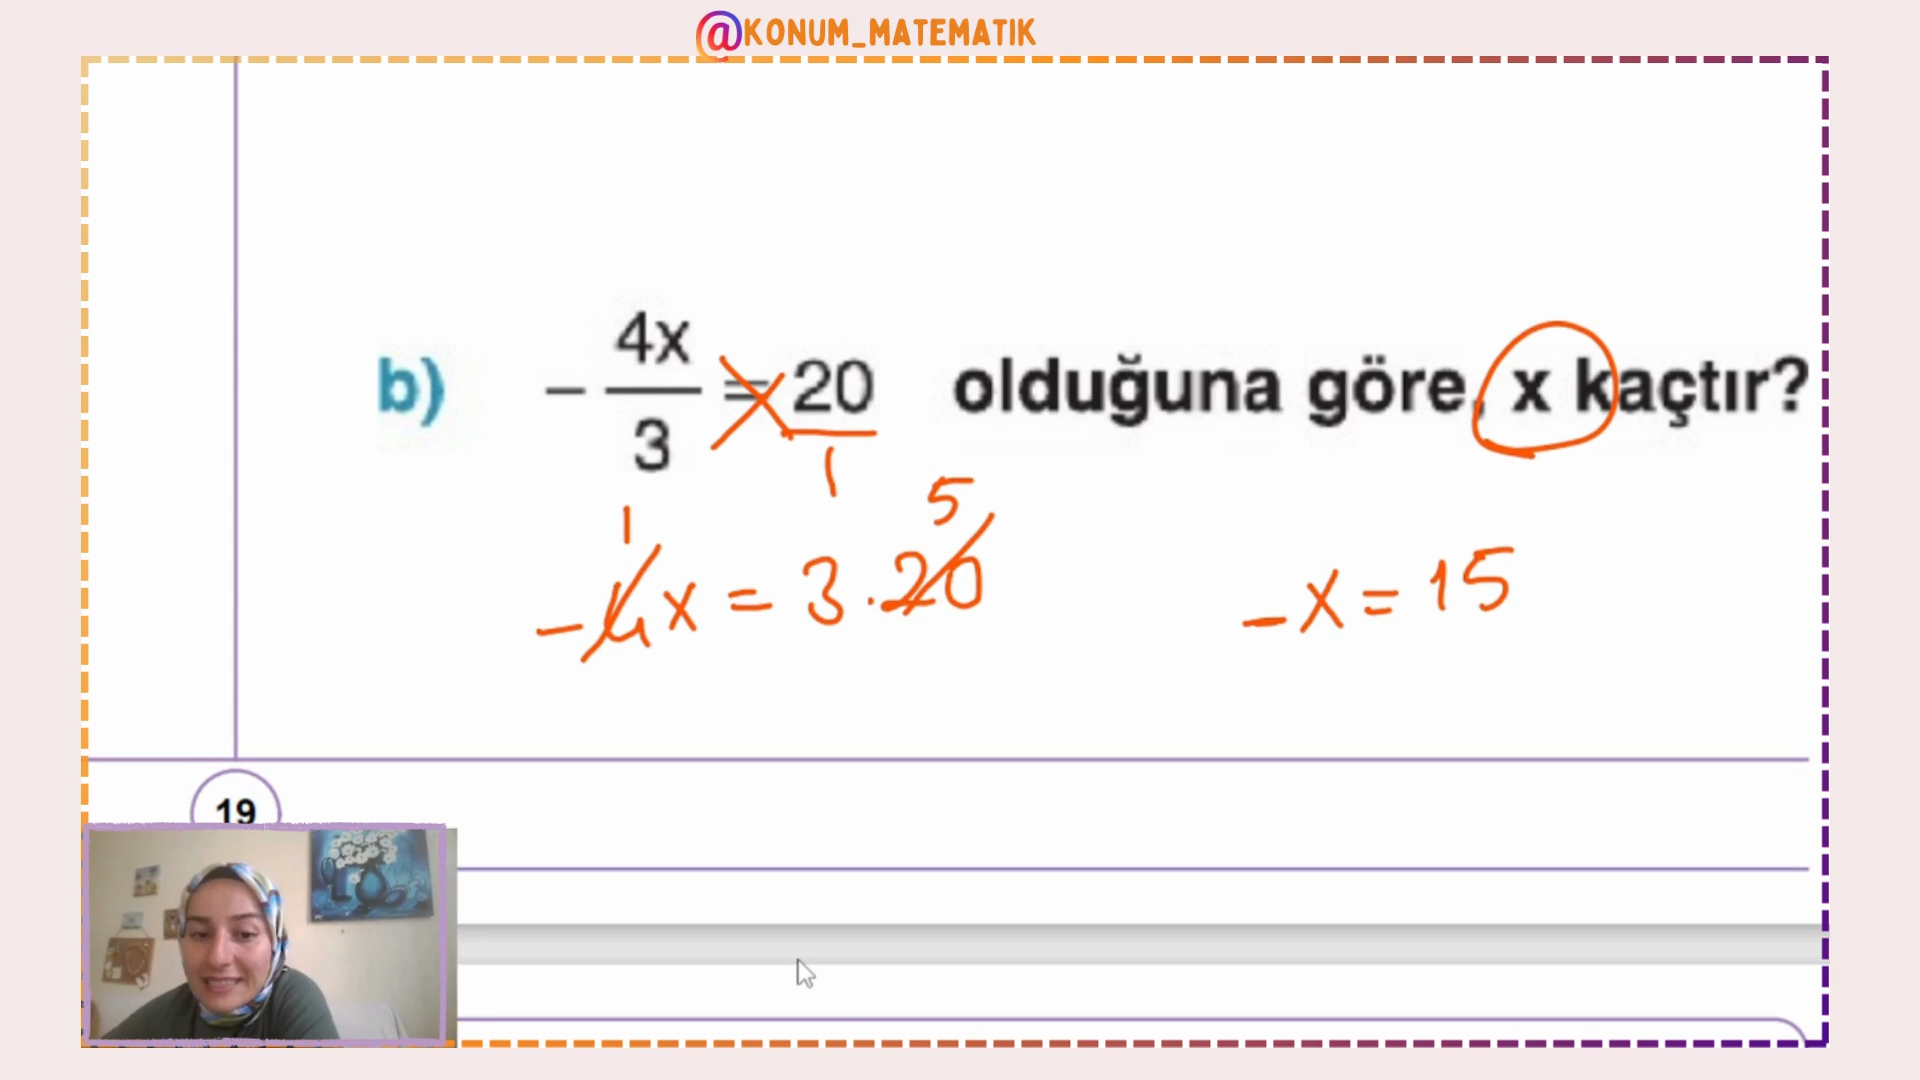 @KONUM_MATEMATIK
b) - 4x/3 = 20 olduğuna göre, x kaçtır?
1
1 5
-4x = 3.20 -x = 15
19